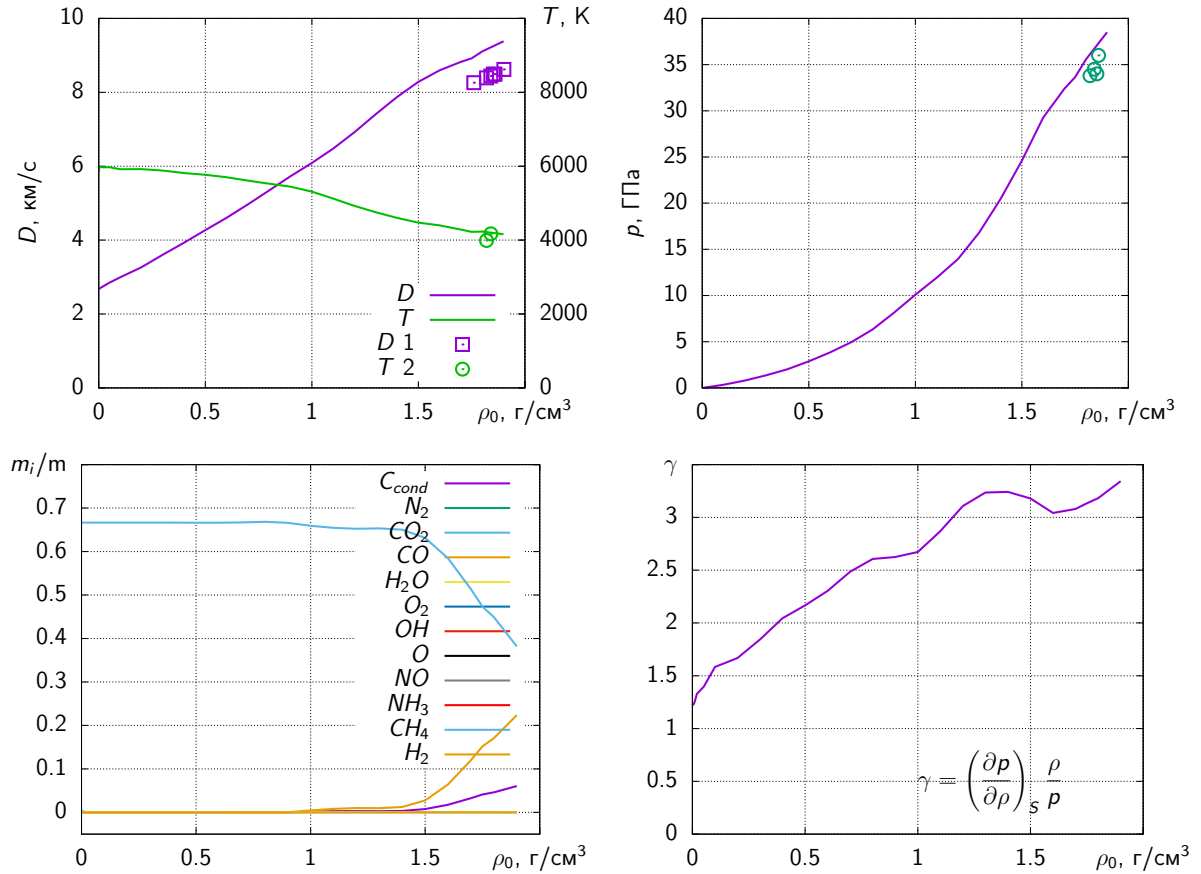 10
8
6
4
2
0
D, км/с
T, K
8000
6000
4000
2000
0
D
T
D 1
T 2
0
0.5
1
1.5
ρ₀, г/см³
40
35
30
25
20
15
10
5
0
p, ГПа
0
0.5
1
1.5
ρ₀, г/см³
mᵢ/m
0.7
0.6
0.5
0.4
0.3
0.2
0.1
0
C_cond
N₂
CO₂
CO
H₂O
O₂
OH
O
NO
NH₃
CH₄
H₂
0
0.5
1
1.5
ρ₀, г/см³
γ
3
2.5
2
1.5
1
0.5
0
γ = (∂p/∂ρ)_S ρ/p
0
0.5
1
1.5
ρ₀, г/см³